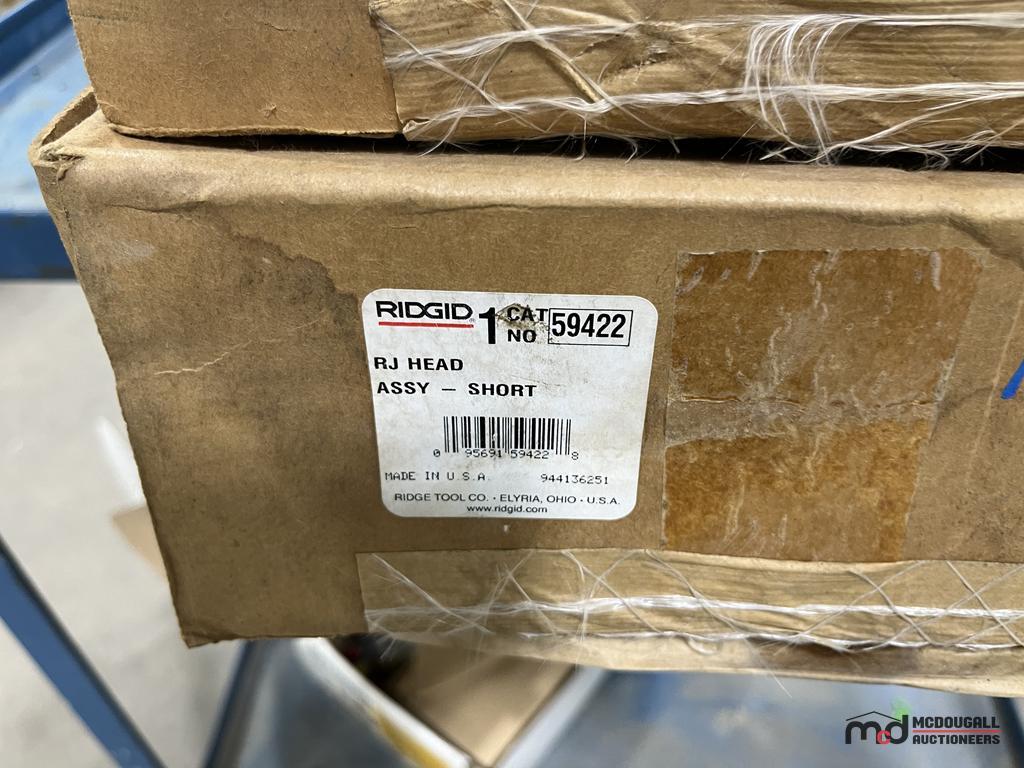 RIDGID® 1 CAT NO 59422
RJ HEAD
ASSY – SHORT
0 95691 59422 8
MADE IN U.S.A. 944136251
RIDGE TOOL CO. • ELYRIA, OHIO • U.S.A.
www.ridgid.com
md MCDOUGALL
AUCTIONEERS